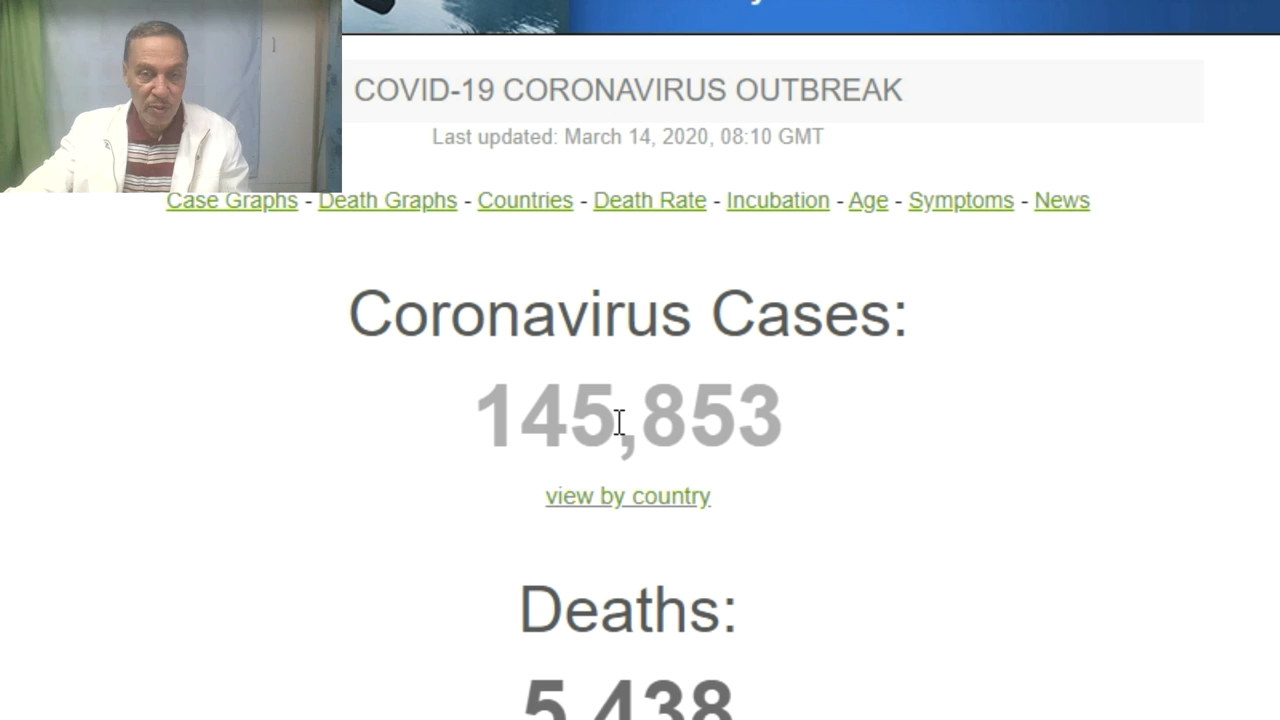 COVID-19 CORONAVIRUS OUTBREAK
Last updated: March 14, 2020, 08:10 GMT
Case Graphs - Death Graphs - Countries - Death Rate - Incubation - Age - Symptoms - News
Coronavirus Cases:
145,853
view by country
Deaths:
5,438